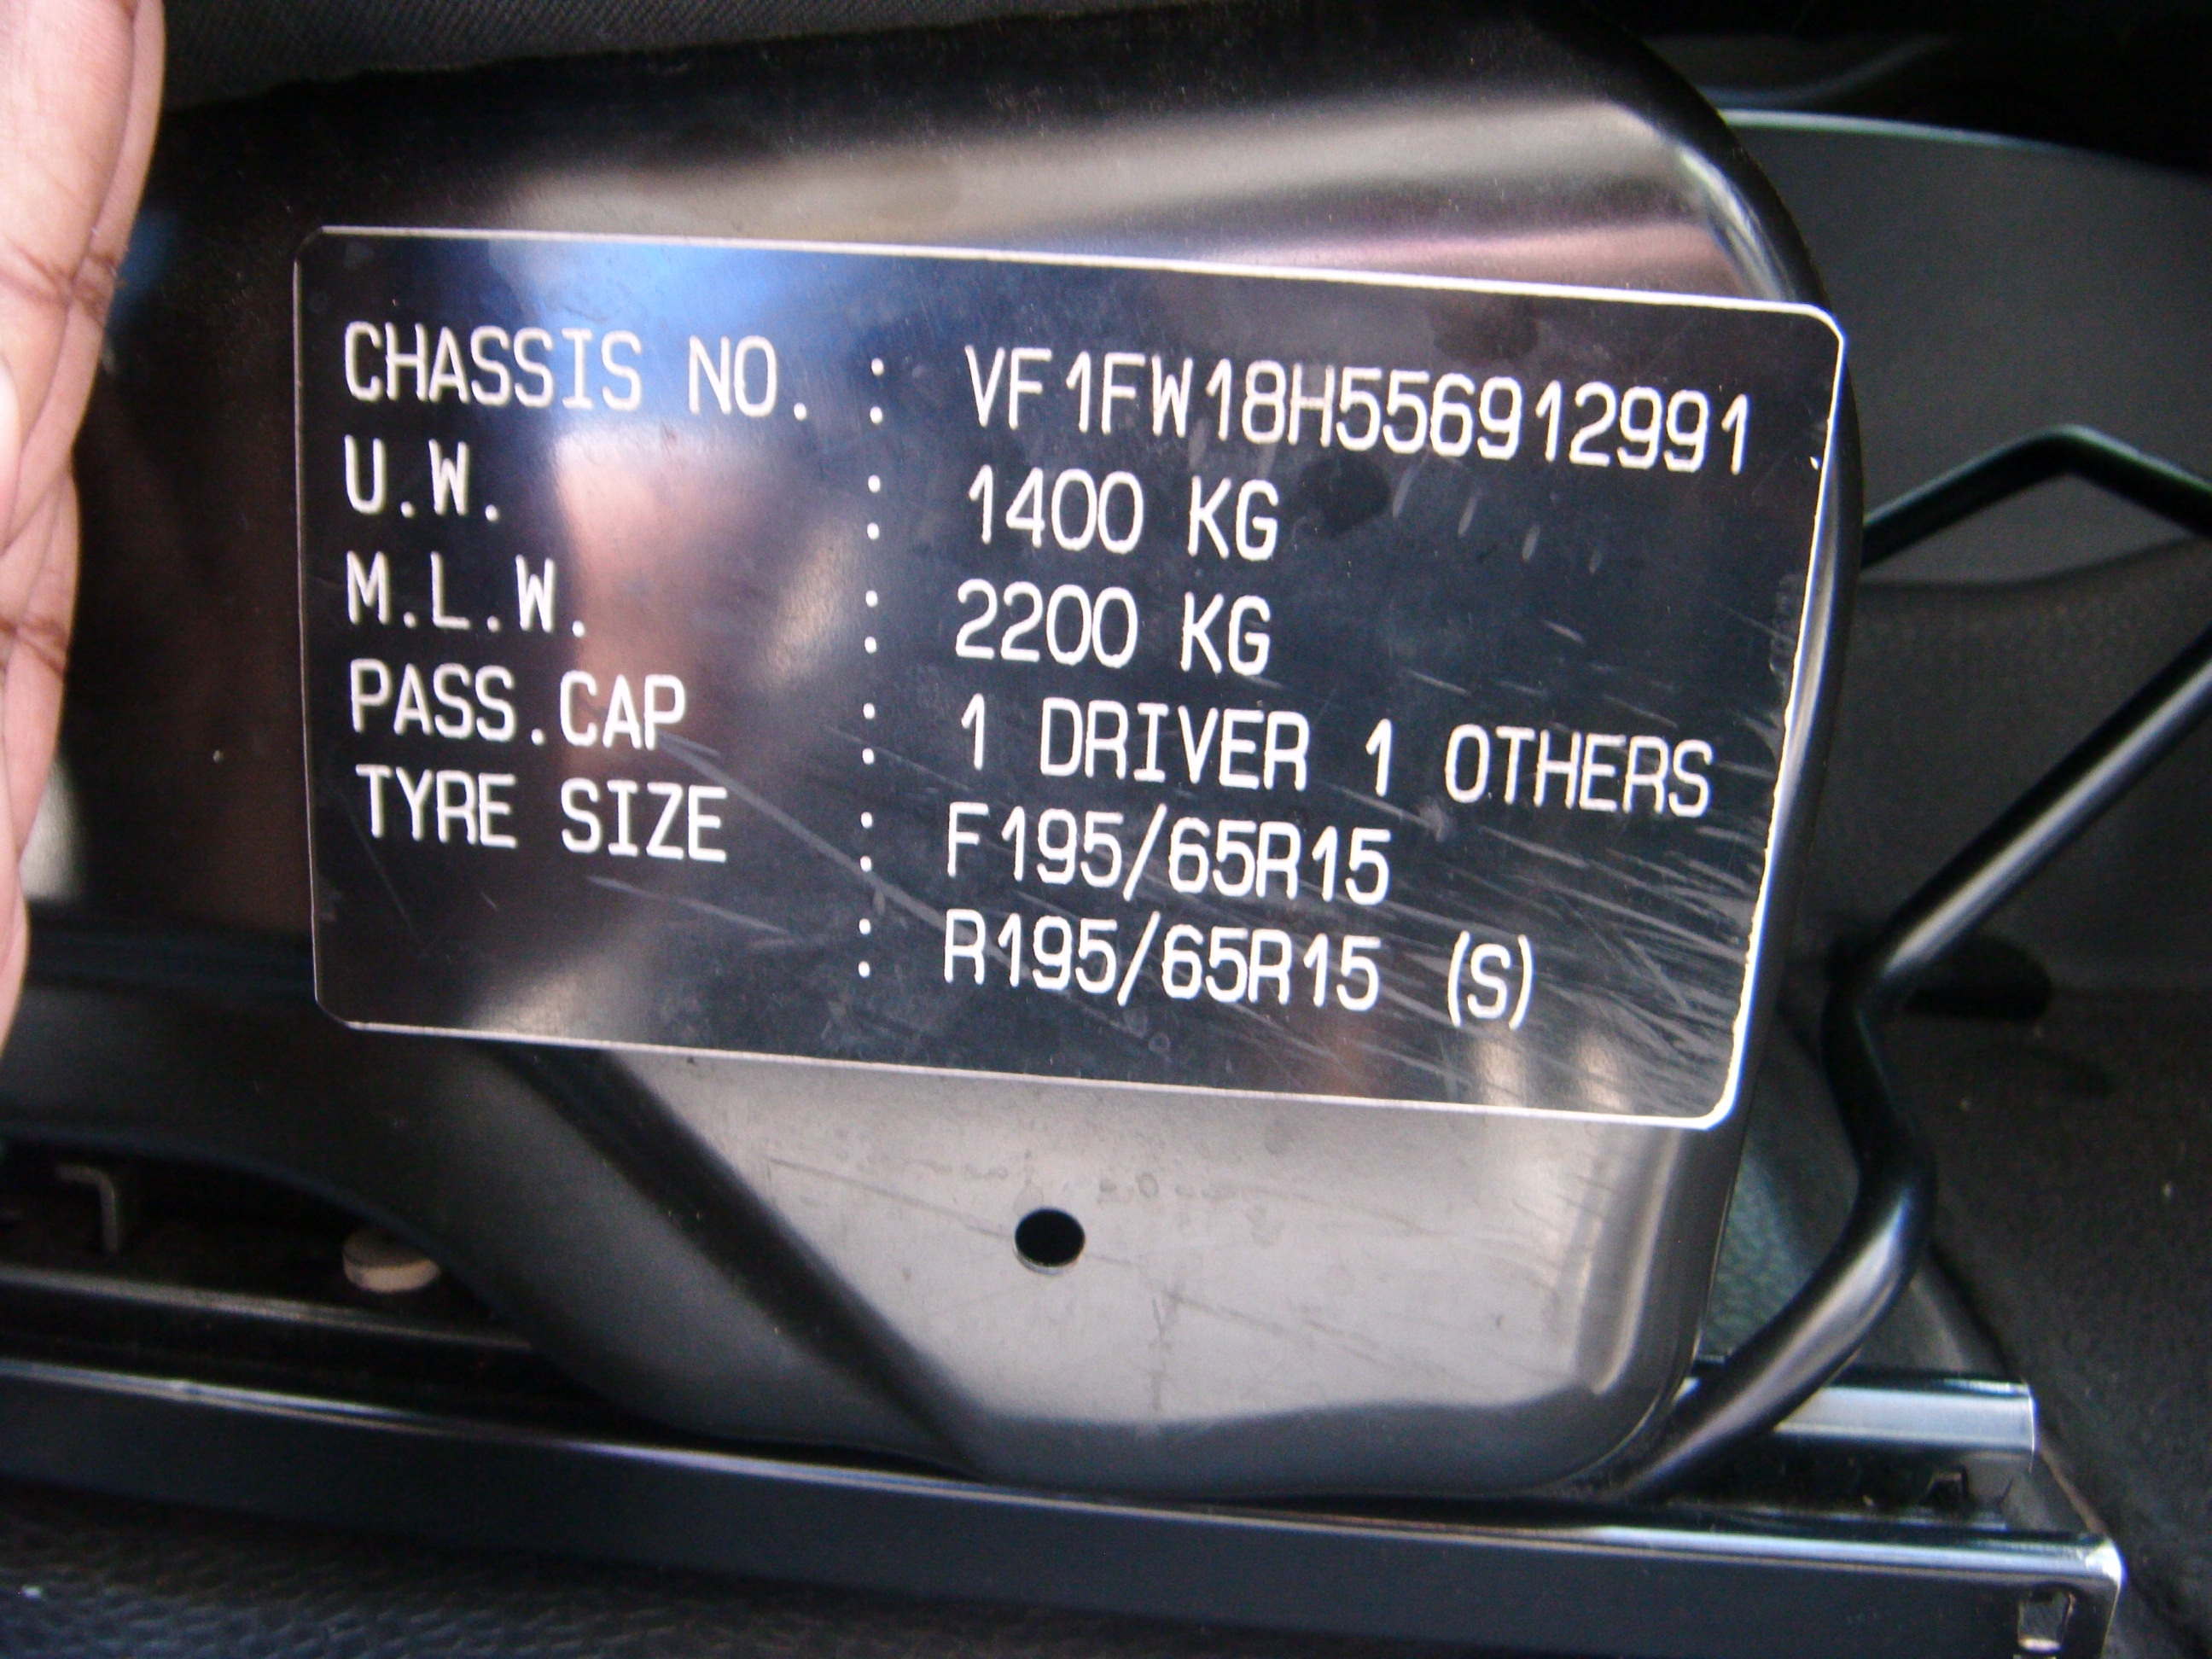 CHASSIS NO. : VF1FW18H556912991
U.W. : 1400 KG
M.L.W. : 2200 KG
PASS.CAP : 1 DRIVER 1 OTHERS
TYRE SIZE : F195/65R15
: R195/65R15 (S)